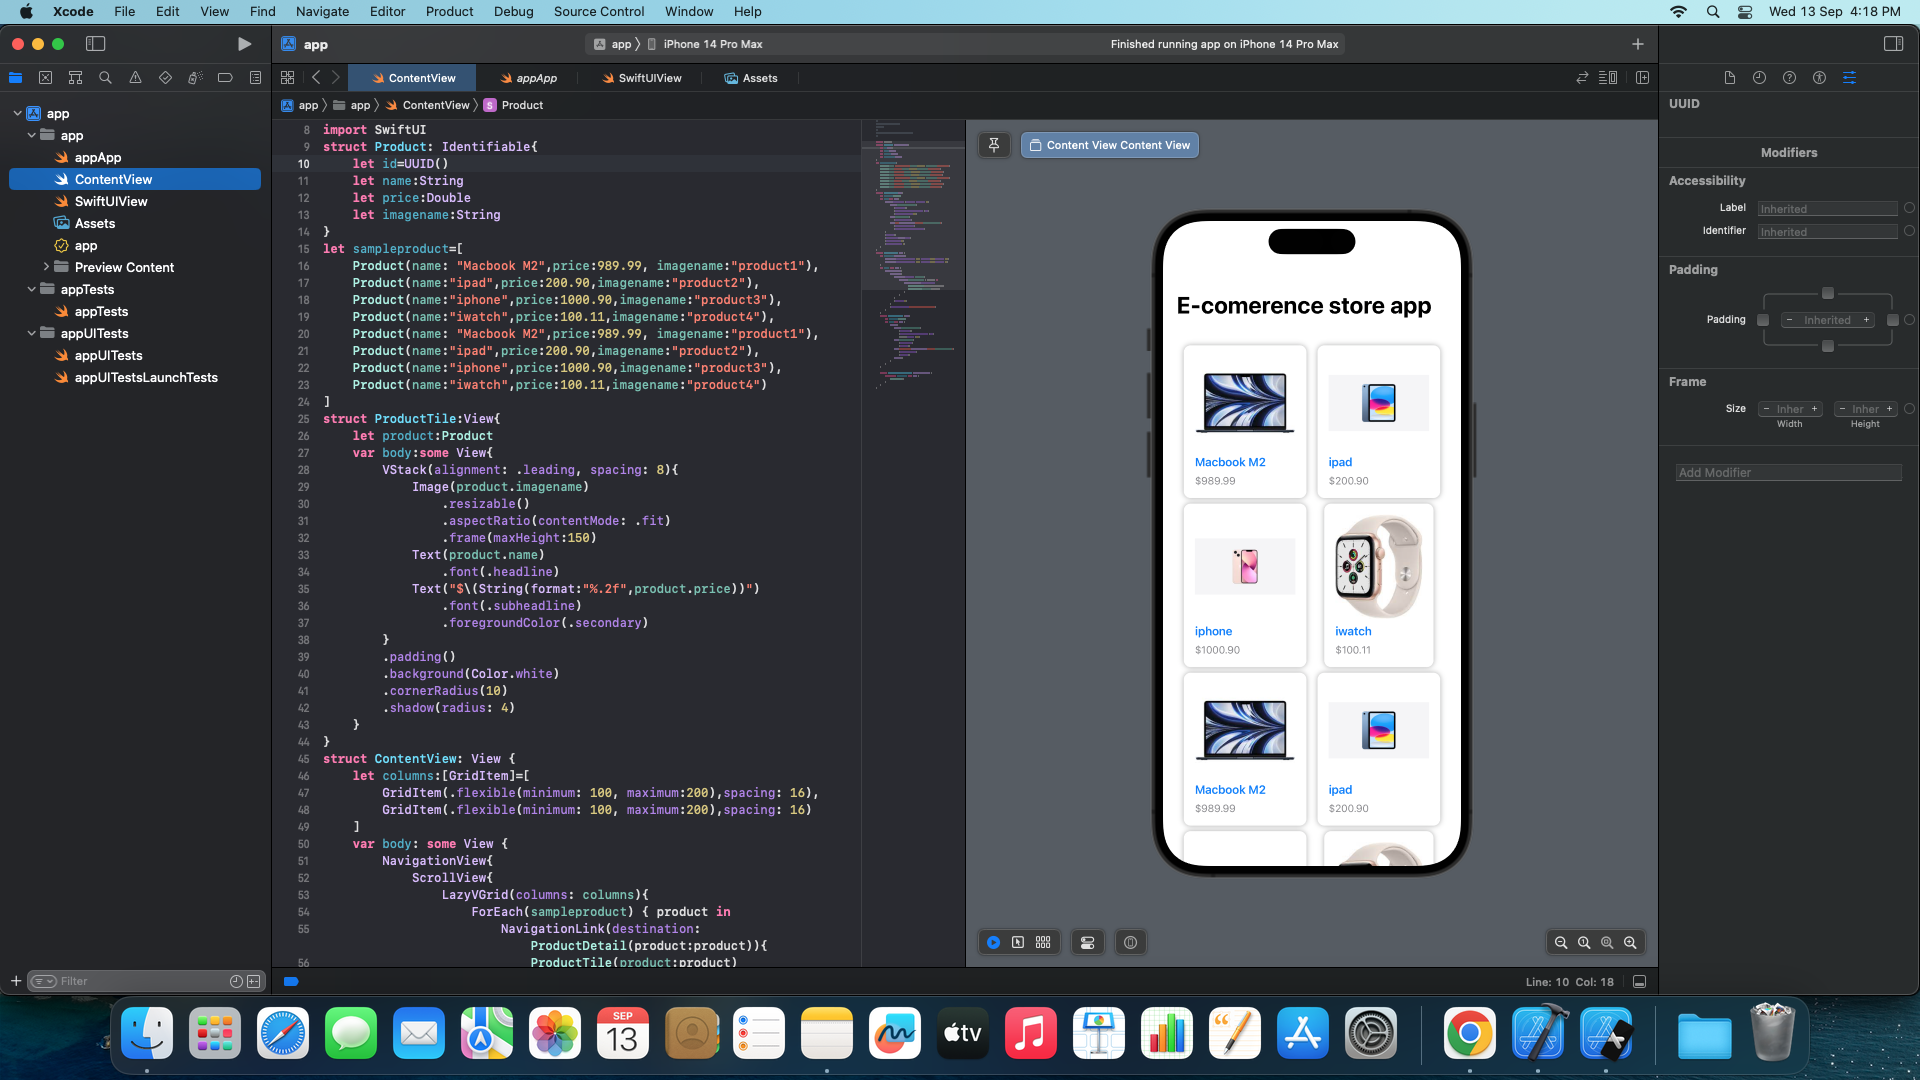 Xcode File Edit View Find Navigate Editor Product Debug Source Control Window Help
Wed 13 Sep 4:18 PM
app
app iPhone 14 Pro Max
Finished running app on iPhone 14 Pro Max
ContentView
appApp
SwiftUIView
Assets
app app ContentView S Product
app
app
appApp
ContentView
SwiftUIView
Assets
app
Preview Content
appTests
appTests
appUITests
appUITests
appUITestsLaunchTests
Filter
8 import SwiftUI
9 struct Product: Identifiable{
10 let id=UUID()
11 let name:String
12 let price:Double
13 let imagename:String
14 }
15 let sampleproduct=[
16 Product(name: "Macbook M2",price:989.99, imagename:"product1"),
17 Product(name:"ipad",price:200.90,imagename:"product2"),
18 Product(name:"iphone",price:1000.90,imagename:"product3"),
19 Product(name:"iwatch",price:100.11,imagename:"product4"),
20 Product(name: "Macbook M2",price:989.99, imagename:"product1"),
21 Product(name:"ipad",price:200.90,imagename:"product2"),
22 Product(name:"iphone",price:1000.90,imagename:"product3"),
23 Product(name:"iwatch",price:100.11,imagename:"product4")
24 ]
25 struct ProductTile:View{
26 let product:Product
27 var body:some View{
28 VStack(alignment: .leading, spacing: 8){
29 Image(product.imagename)
30 .resizable()
31 .aspectRatio(contentMode: .fit)
32 .frame(maxHeight:150)
33 Text(product.name)
34 .font(.headline)
35 Text("$\(String(format:"%.2f",product.price))")
36 .font(.subheadline)
37 .foregroundColor(.secondary)
38 }
39 .padding()
40 .background(Color.white)
41 .cornerRadius(10)
42 .shadow(radius: 4)
43 }
44 }
45 struct ContentView: View {
46 let columns:[GridItem]=[
47 GridItem(.flexible(minimum: 100, maximum:200),spacing: 16),
48 GridItem(.flexible(minimum: 100, maximum:200),spacing: 16)
49 ]
50 var body: some View {
51 NavigationView{
52 ScrollView{
53 LazyVGrid(columns: columns){
54 ForEach(sampleproduct) { product in
55 NavigationLink(destination:
ProductDetail(product:product)){
56 ProductTile(product:product)
Content View Content View
E-comerence store app
Macbook M2
$989.99
ipad
$200.90
iphone
$1000.90
iwatch
$100.11
Macbook M2
$989.99
ipad
$200.90
Line: 10 Col: 18
UUID
Modifiers
Accessibility
Label Inherited
Identifier Inherited
Padding
Padding − Inherited +
Frame
Size − Inher + − Inher +
Width Height
Add Modifier
SEP
13
tv